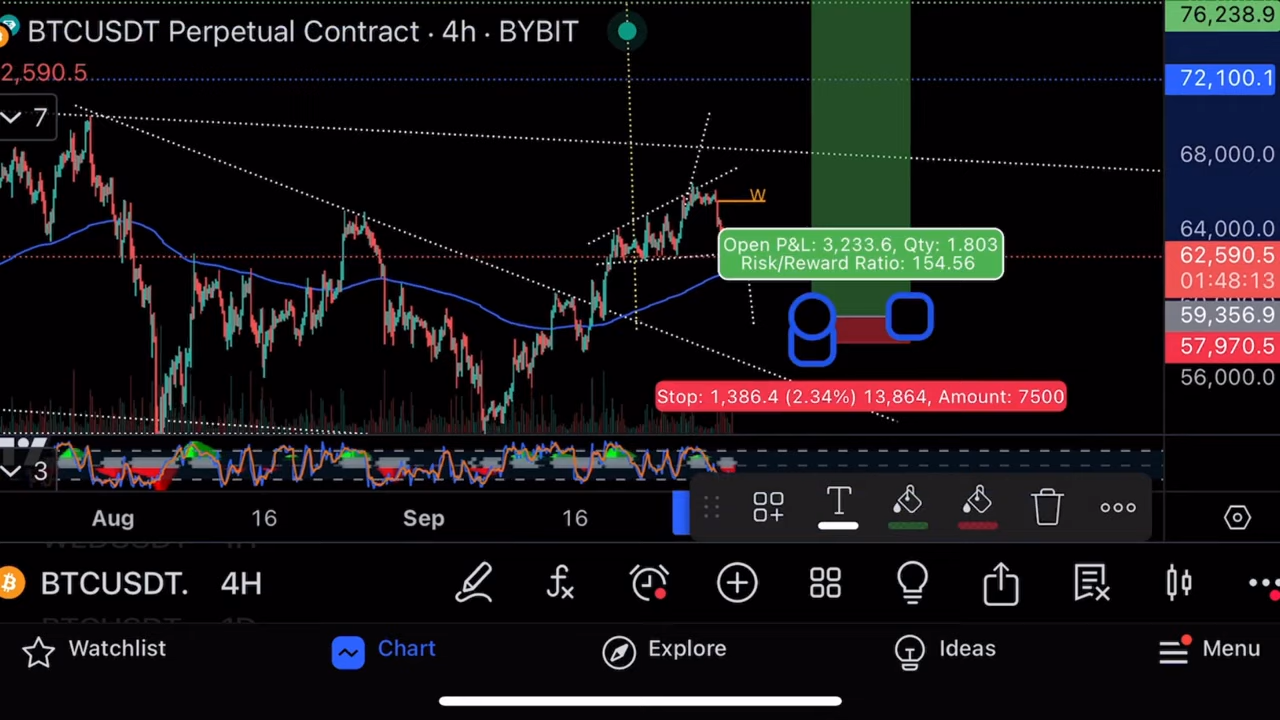 BTCUSDT Perpetual Contract · 4h · BYBIT
76,238.9
2,590.5
72,100.1
7
68,000.0
W
64,000.0
Open P&L: 3,233.6, Qty: 1.803
Risk/Reward Ratio: 154.56
62,590.5
01:48:13
59,356.9
57,970.5
56,000.0
Stop: 1,386.4 (2.34%) 13,864, Amount: 7500
3
Aug 16 Sep 16
T
BTCUSDT. 4H
Watchlist Chart Explore Ideas Menu